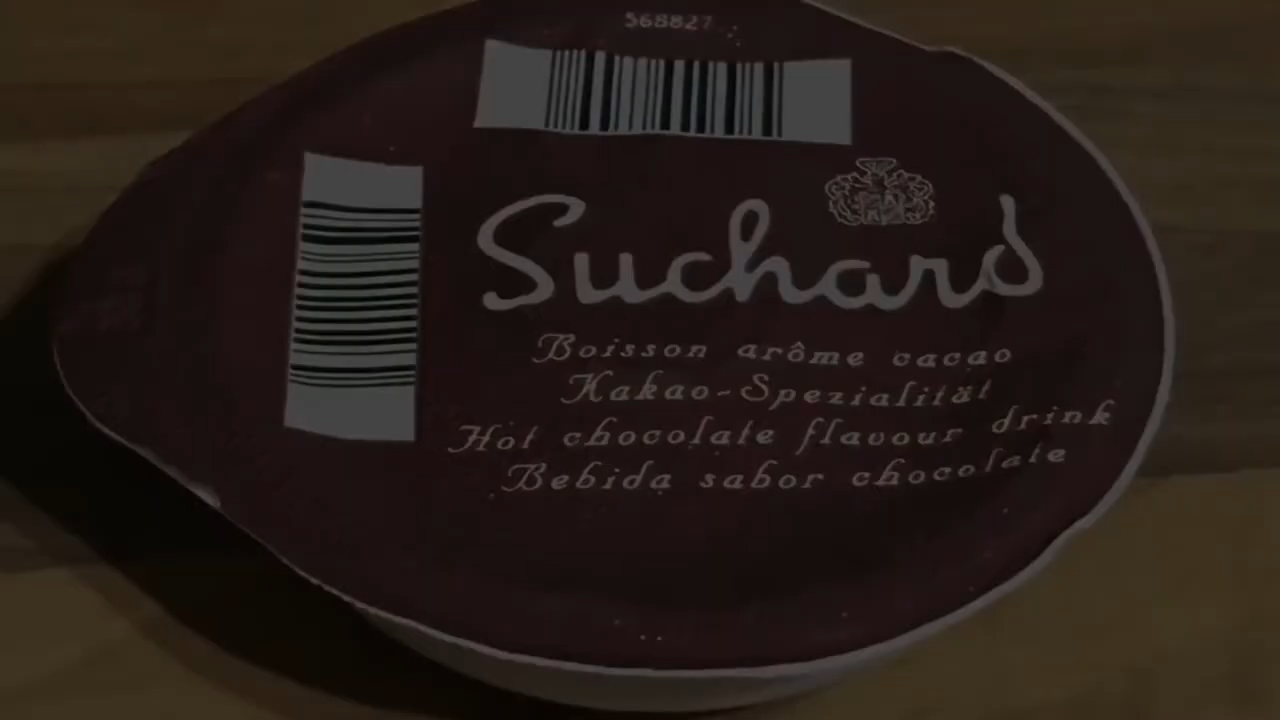 568827
Suchard
Boisson arôme cacao
Kakao-Spezialität
Hot chocolate flavour drink
Bebida sabor chocolate